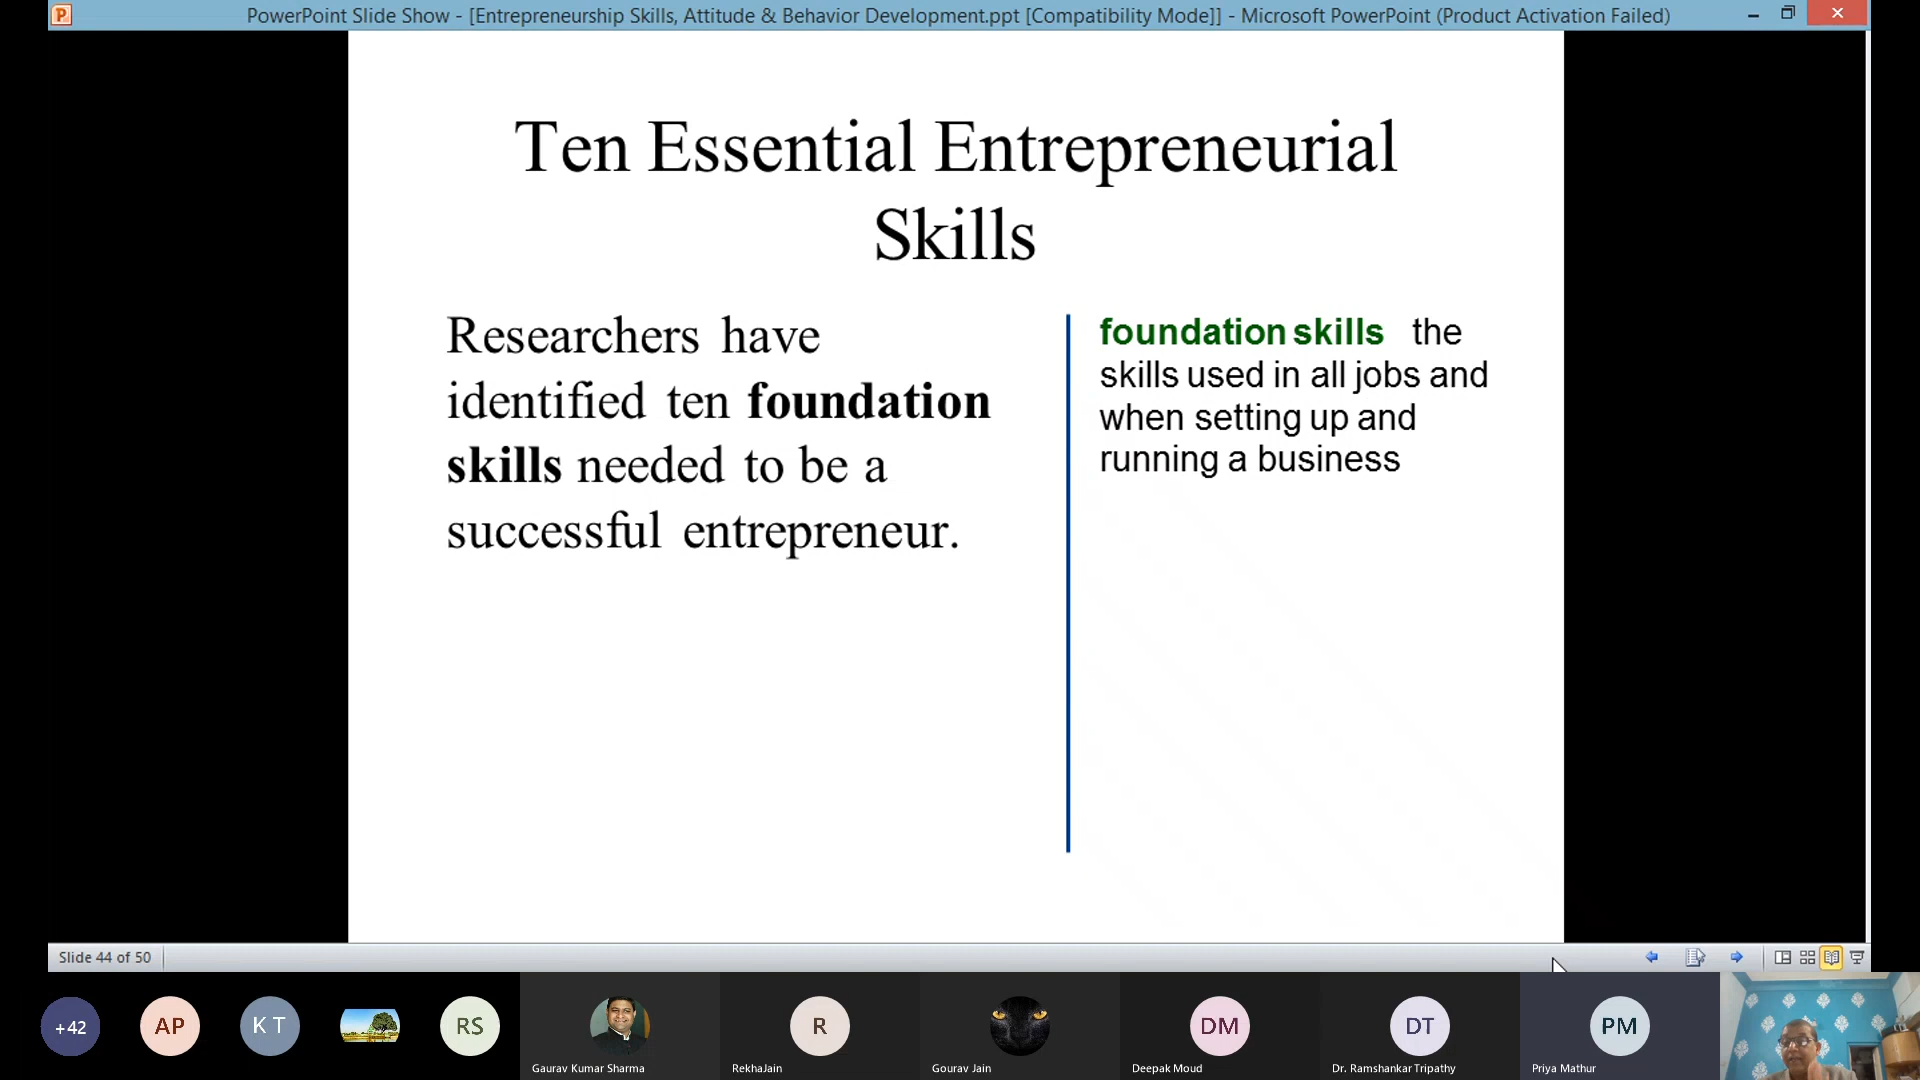 PowerPoint Slide Show - [Entrepreneurship Skills, Attitude & Behavior Development.ppt [Compatibility Mode]] - Microsoft PowerPoint (Product Activation Failed)
Ten Essential Entrepreneurial
Skills
Researchers have
identified ten foundation
skills needed to be a
successful entrepreneur.
foundation skills the
skills used in all jobs and
when setting up and
running a business
Slide 44 of 50
+42
AP
K T
RS
R
DM
DT
PM
Gaurav Kumar Sharma
RekhaJain
Gourav Jain
Deepak Moud
Dr. Ramshankar Tripathy
Priya Mathur